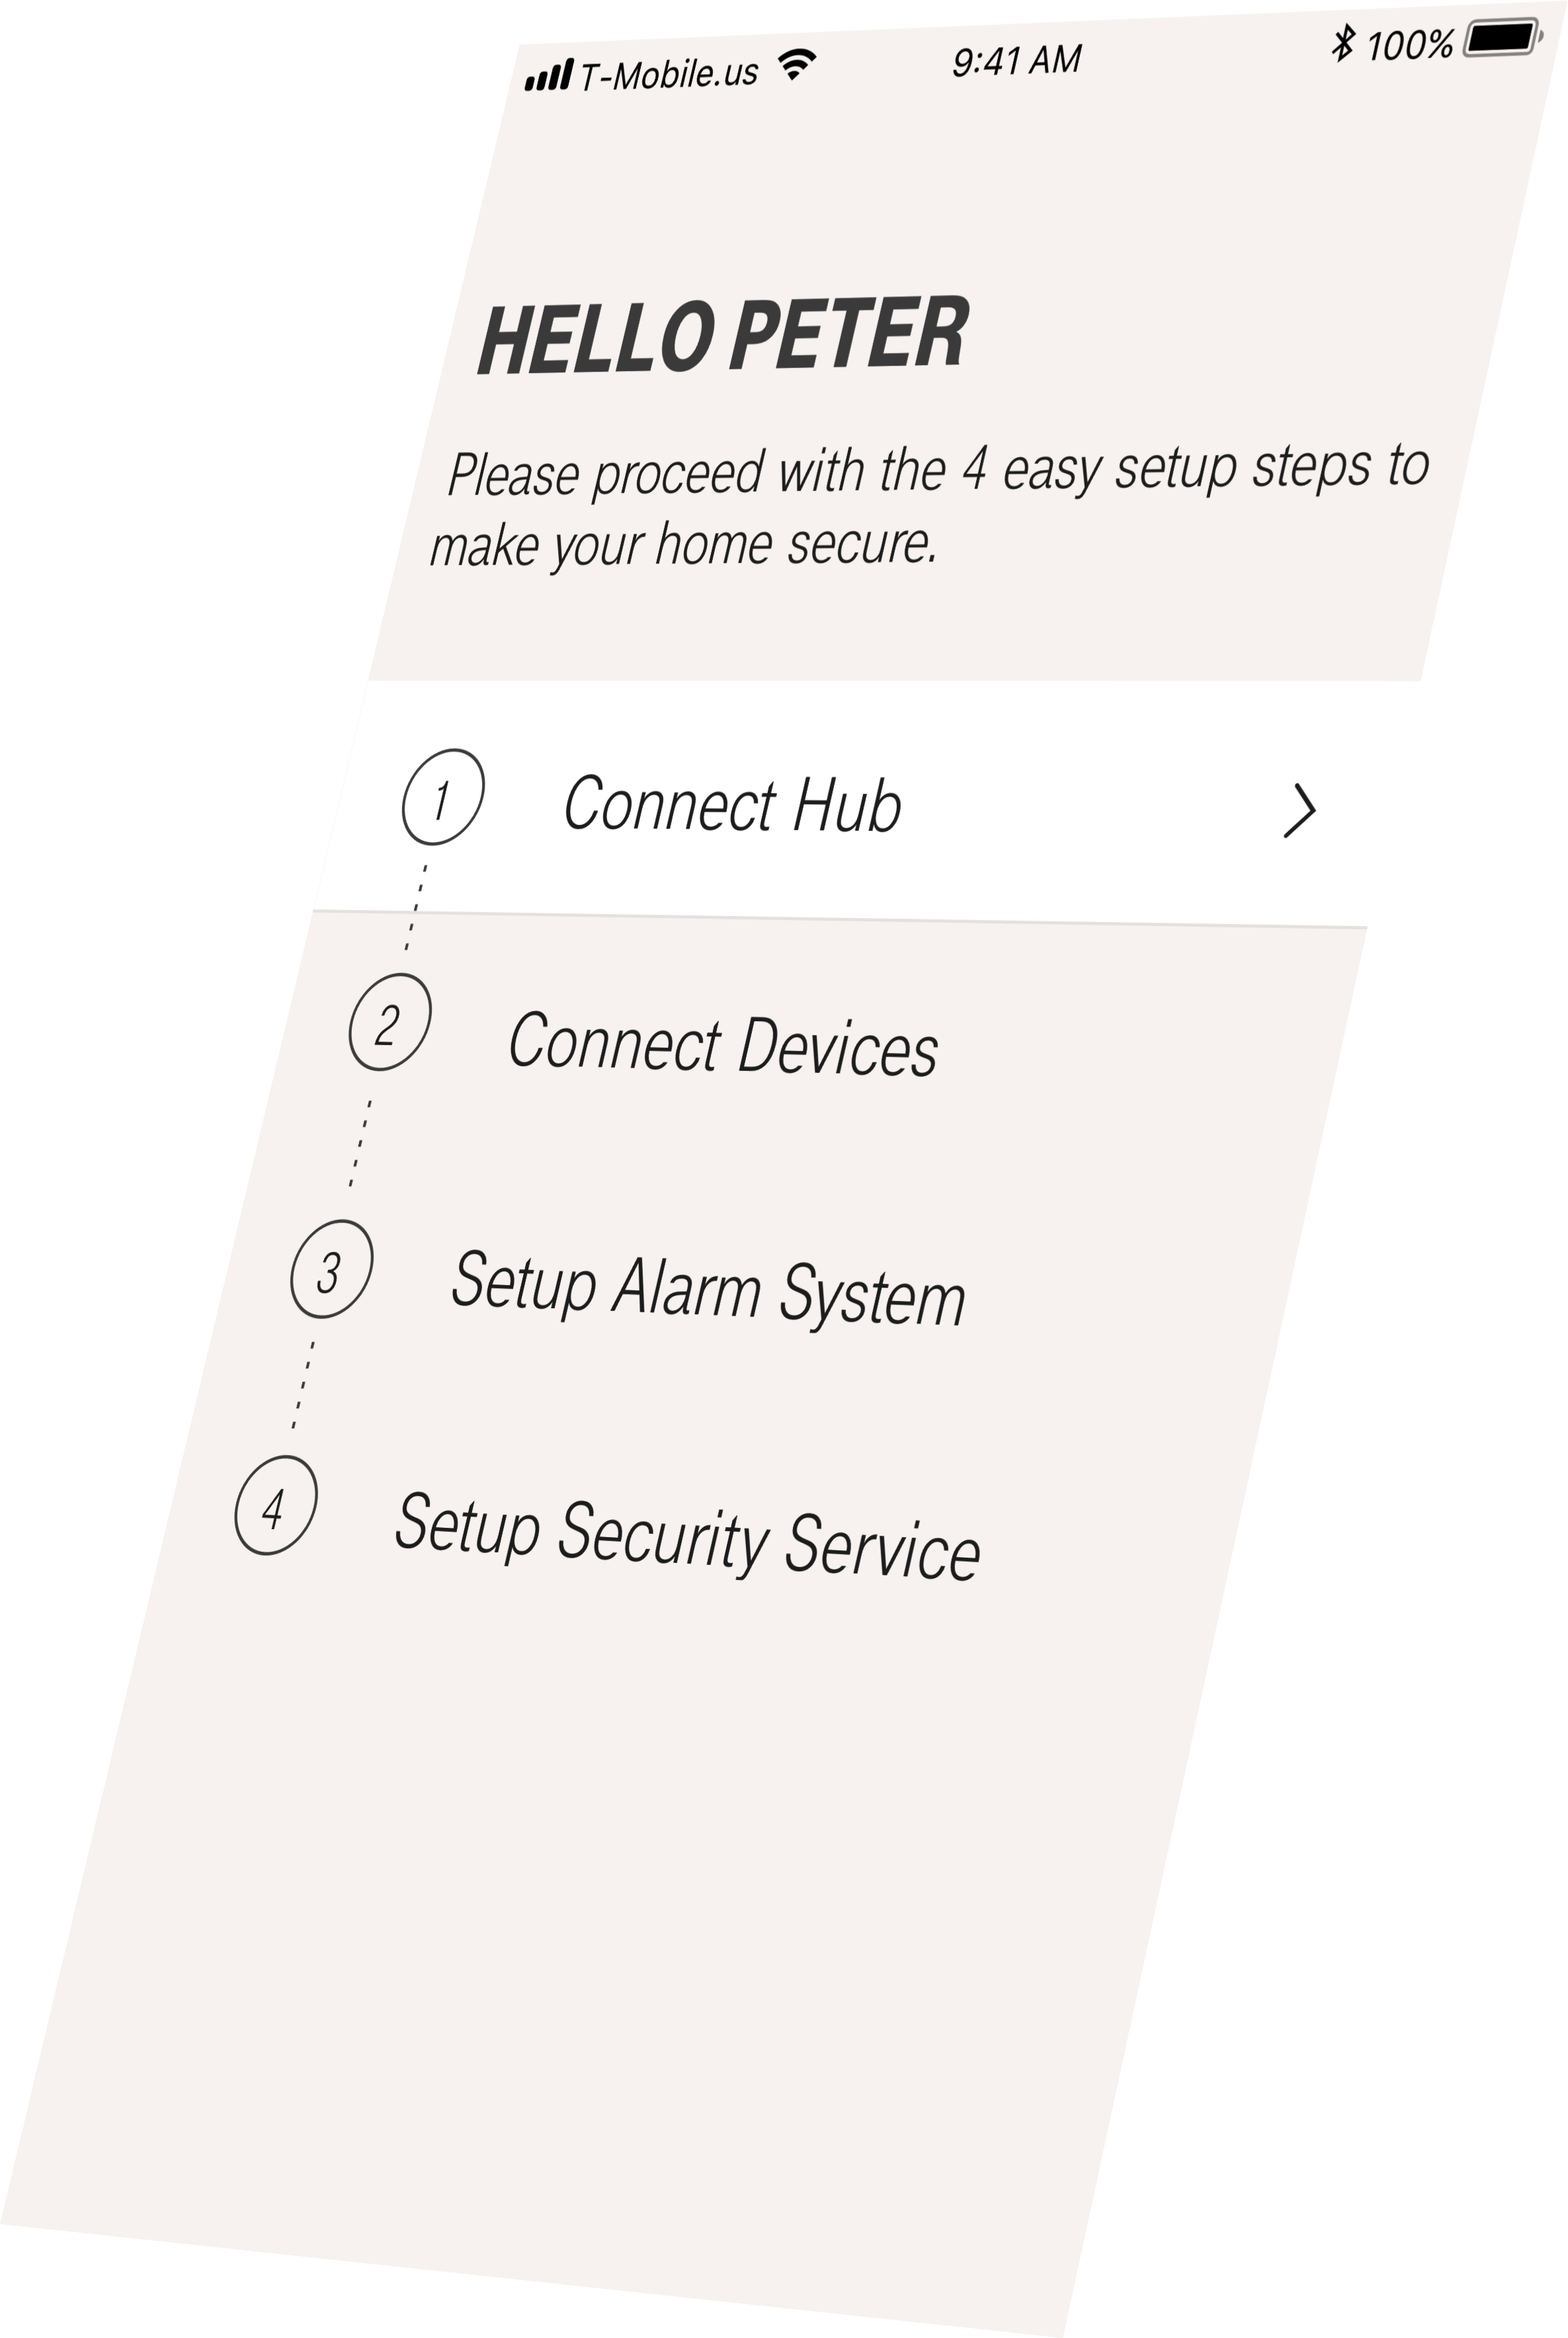 T-Mobile.us 9:41 AM 100%
HELLO PETER
Please proceed with the 4 easy setup steps to
make your home secure.
1 Connect Hub
2 Connect Devices
3 Setup Alarm System
4 Setup Security Service